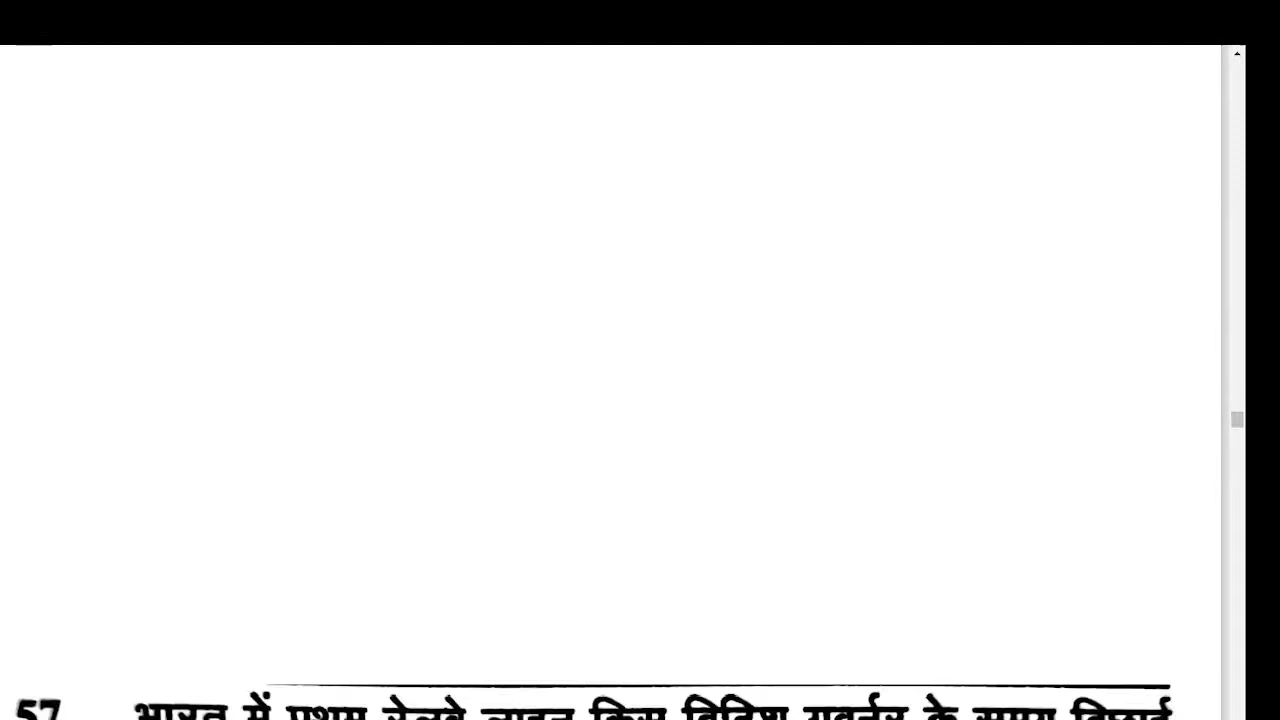 57 भारत में प्रथम रेलवे लाइन किस ब्रिटिश गवर्नर के समय बिछाई